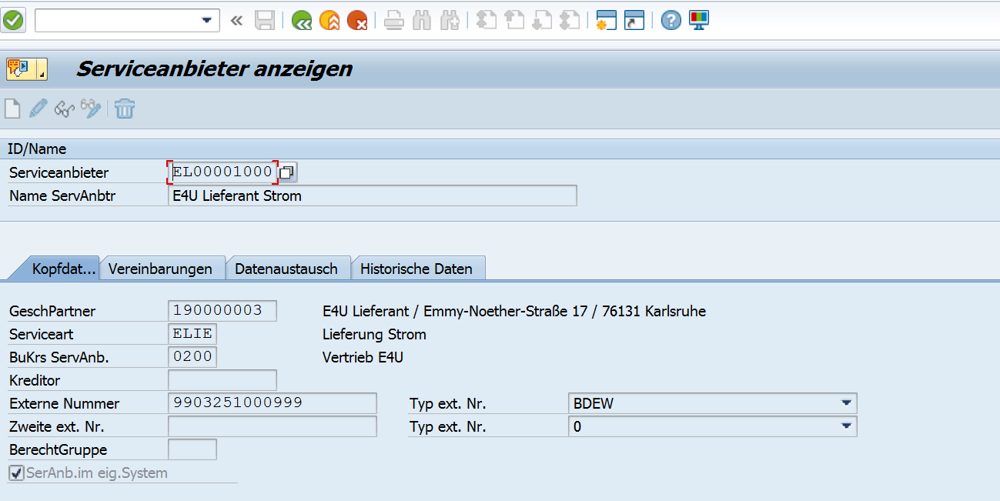 Serviceanbieter anzeigen
ID/Name
Serviceanbieter EL00001000
Name ServAnbtr E4U Lieferant Strom
Kopfdat... Vereinbarungen Datenaustausch Historische Daten
GeschPartner 190000003 E4U Lieferant / Emmy-Noether-Straße 17 / 76131 Karlsruhe
Serviceart ELIE Lieferung Strom
BuKrs ServAnb. 0200 Vertrieb E4U
Kreditor
Externe Nummer 9903251000999 Typ ext. Nr. BDEW
Zweite ext. Nr. Typ ext. Nr. 0
BerechtGruppe
SerAnb.im eig.System